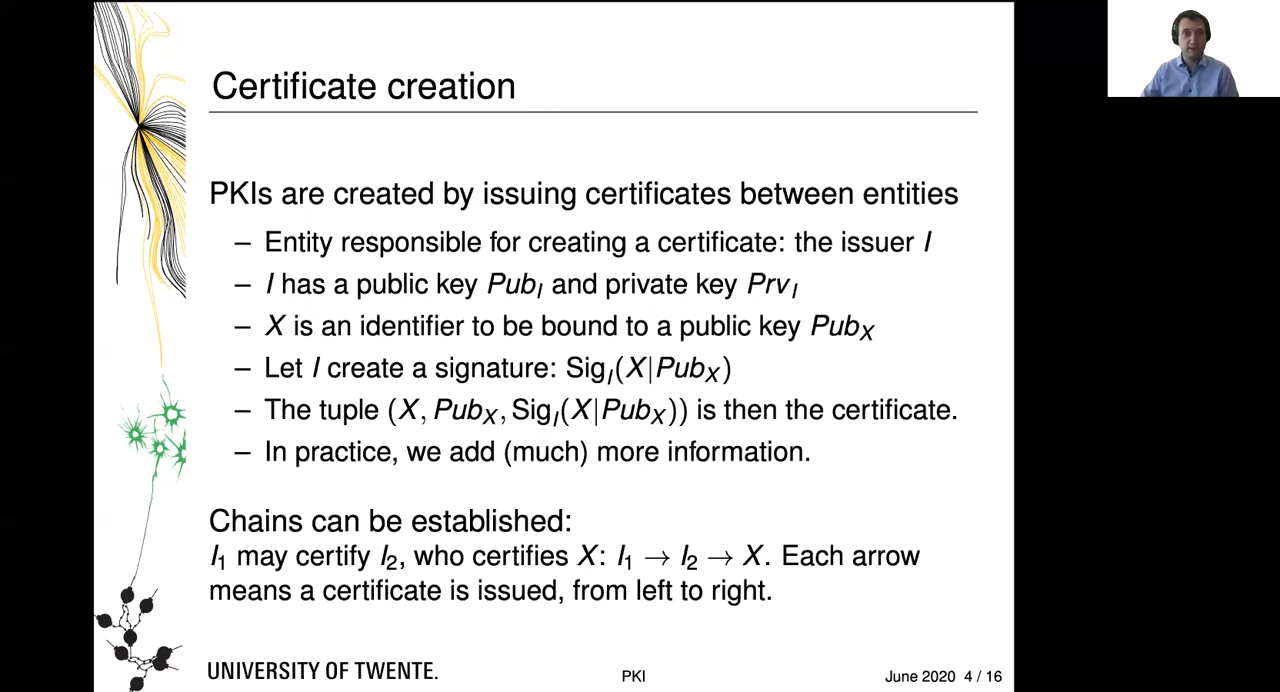 Certificate creation
PKIs are created by issuing certificates between entities
– Entity responsible for creating a certificate: the issuer I
– I has a public key Pub_I and private key Prv_I
– X is an identifier to be bound to a public key Pub_X
– Let I create a signature: Sig_I(X|Pub_X)
– The tuple (X, Pub_X, Sig_I(X|Pub_X)) is then the certificate.
– In practice, we add (much) more information.
Chains can be established:
I₁ may certify I₂, who certifies X: I₁ → I₂ → X. Each arrow
means a certificate is issued, from left to right.
UNIVERSITY OF TWENTE. PKI June 2020 4 / 16